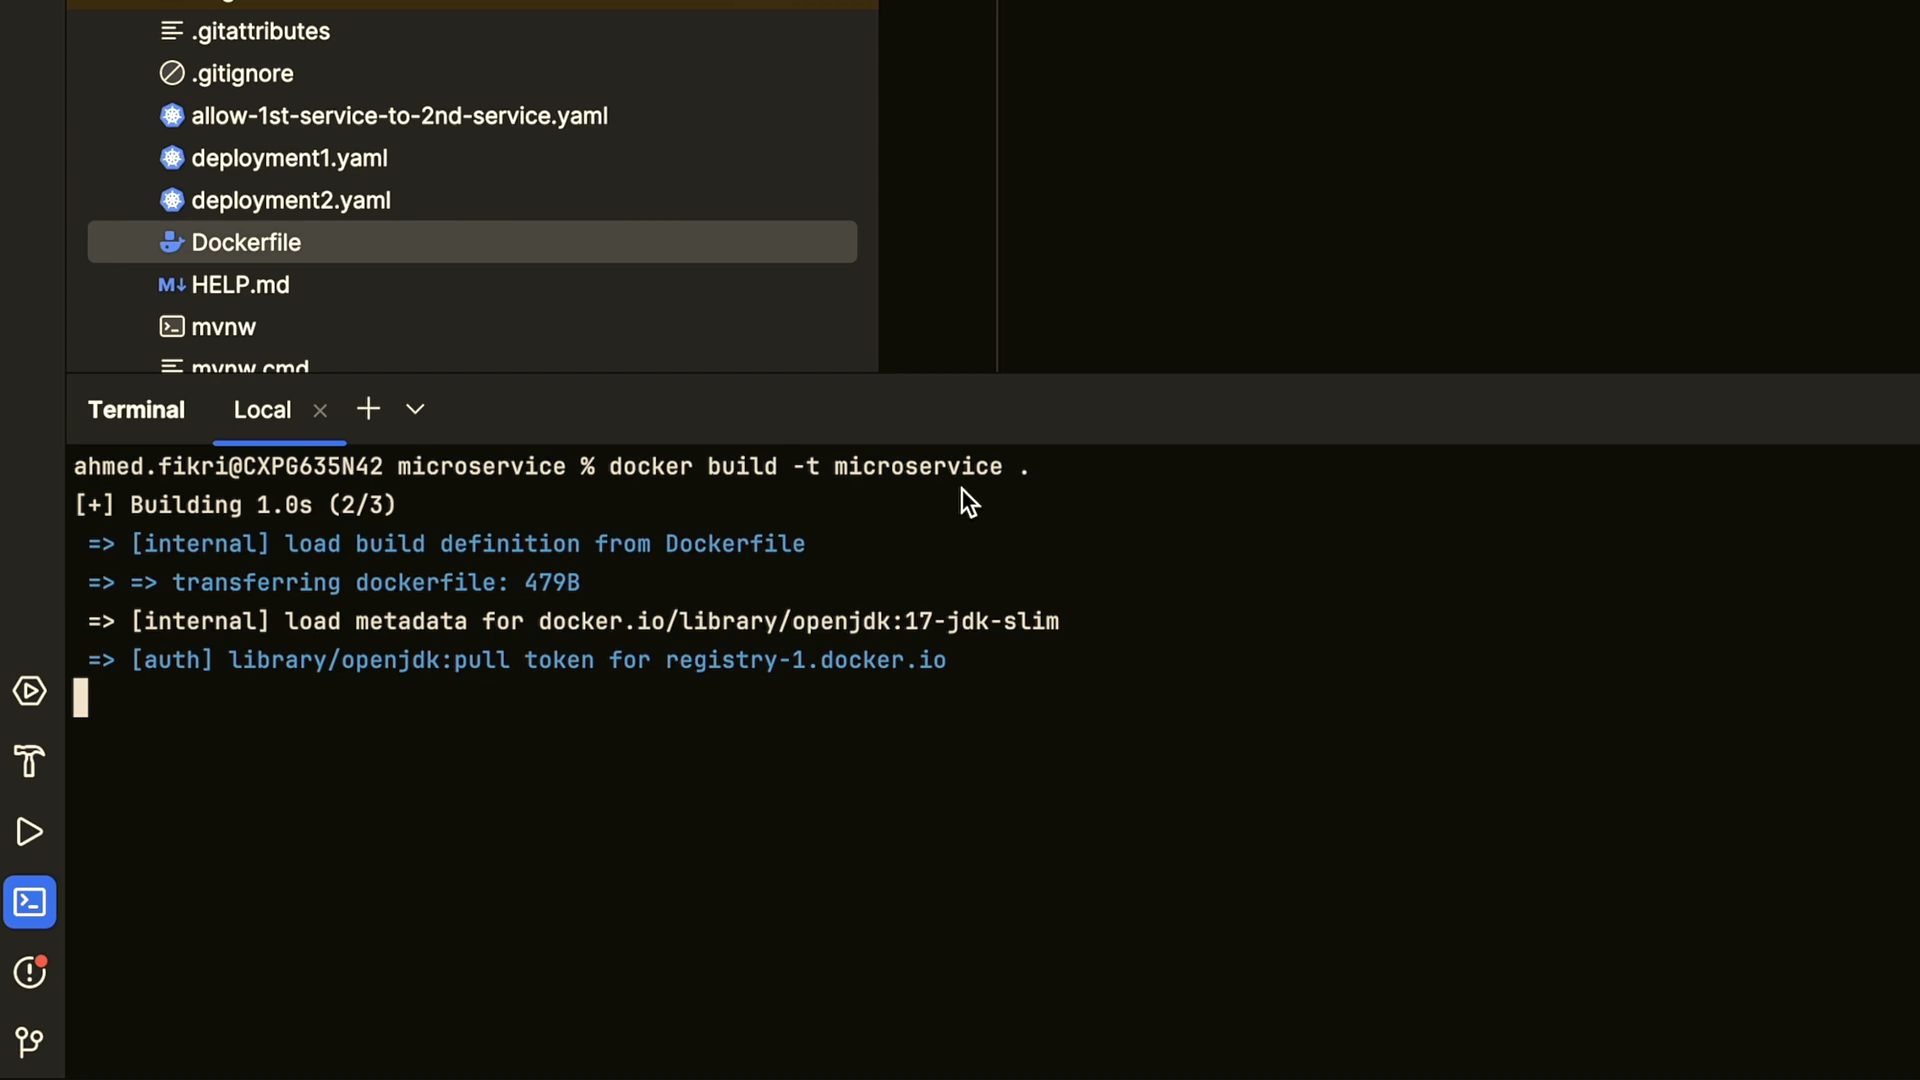 .gitattributes
.gitignore
allow-1st-service-to-2nd-service.yaml
deployment1.yaml
deployment2.yaml
Dockerfile
M↓ HELP.md
mvnw
mvnw.cmd
Terminal Local × +
ahmed.fikri@CXPG635N42 microservice % docker build -t microservice .
[+] Building 1.0s (2/3)
=> [internal] load build definition from Dockerfile
=> => transferring dockerfile: 479B
=> [internal] load metadata for docker.io/library/openjdk:17-jdk-slim
=> [auth] library/openjdk:pull token for registry-1.docker.io